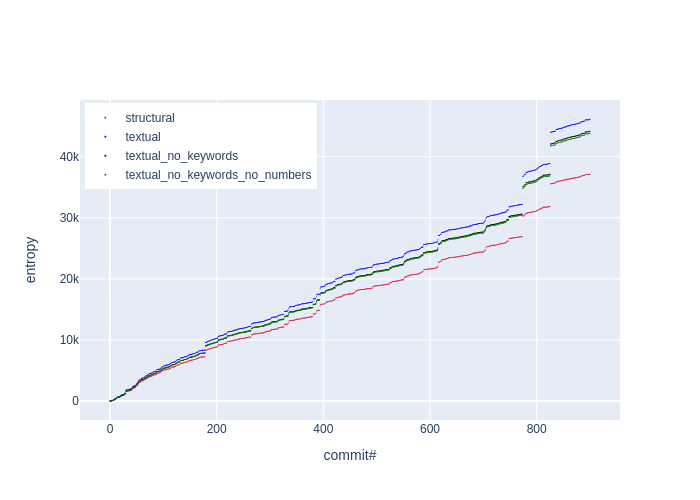 structural
textual
textual_no_keywords
textual_no_keywords_no_numbers
40k
30k
20k
10k
0
entropy
0 200 400 600 800
commit#